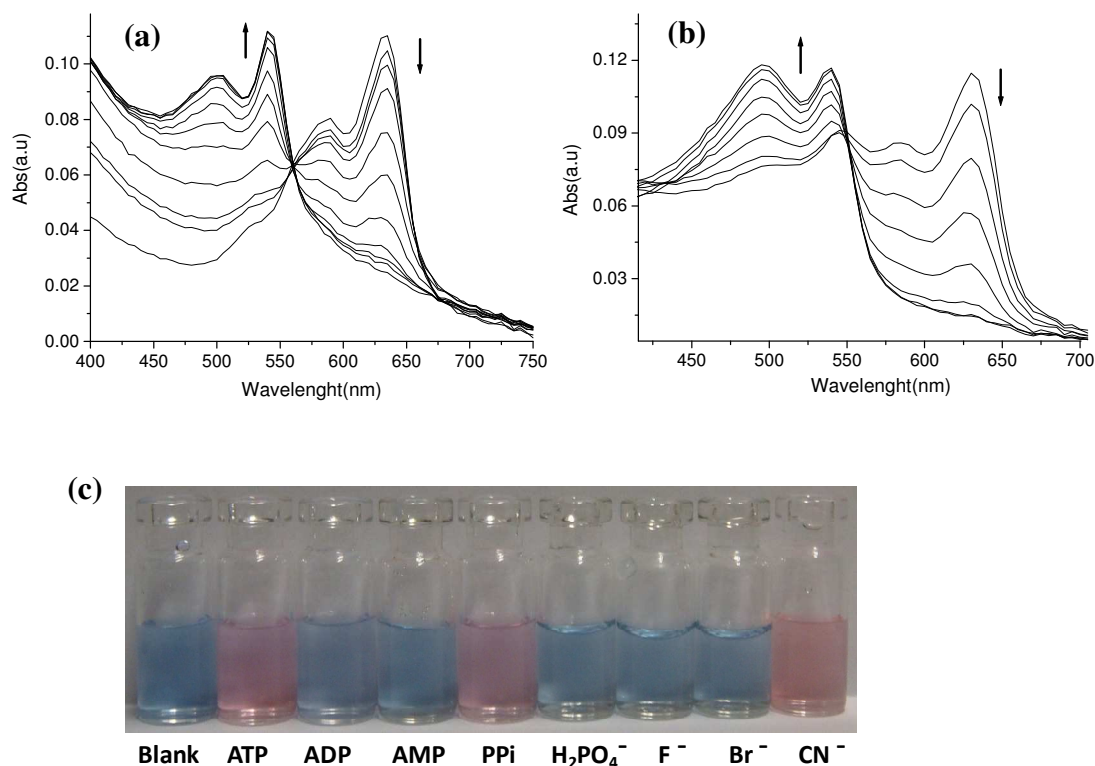 (a)
Abs(a.u)
0.10
0.08
0.06
0.04
0.02
0.00
400 450 500 550 600 650 700 750
Wavelenght(nm)
(b)
Abs(a.u)
0.12
0.09
0.06
0.03
450 500 550 600 650 700
Wavelenght(nm)
(c)
Blank ATP ADP AMP PPi H₂PO₄⁻ F⁻ Br⁻ CN⁻